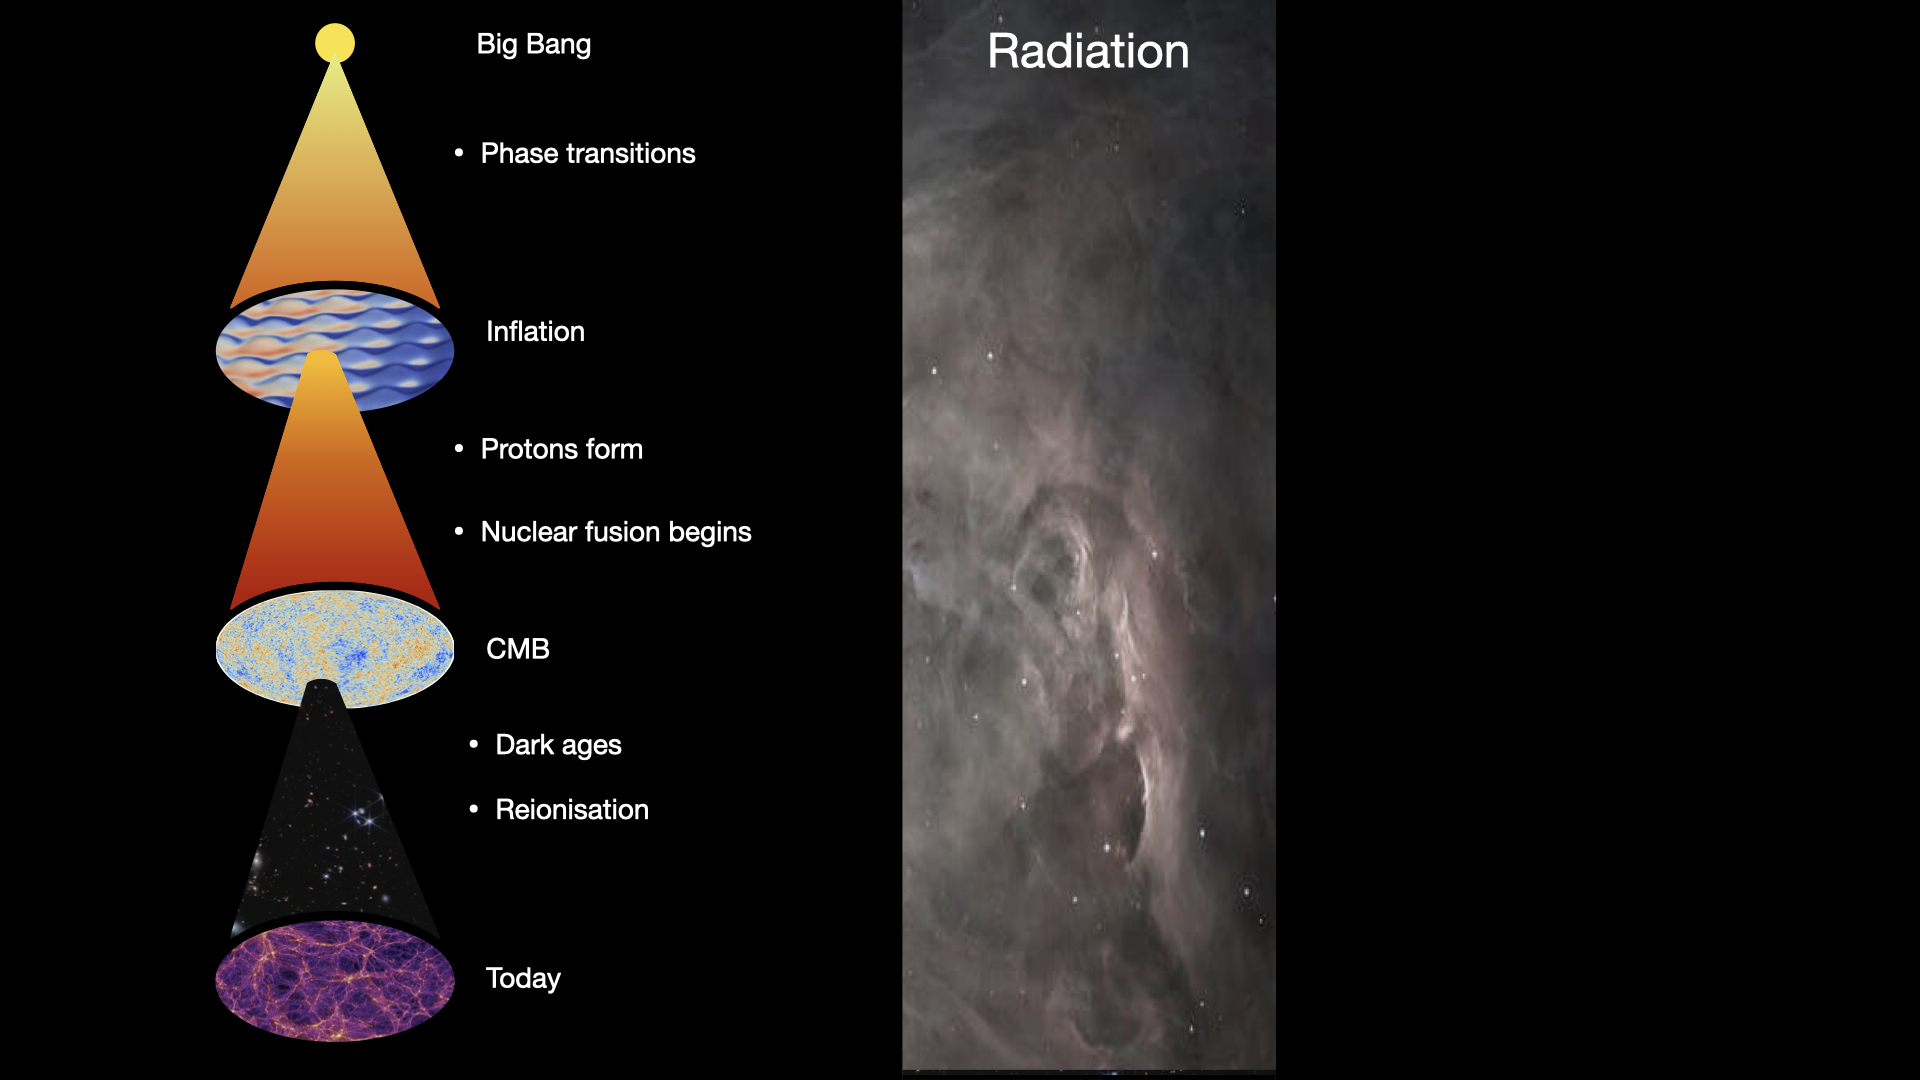 Big Bang
• Phase transitions
Inflation
• Protons form
• Nuclear fusion begins
CMB
• Dark ages
• Reionisation
Today
Radiation